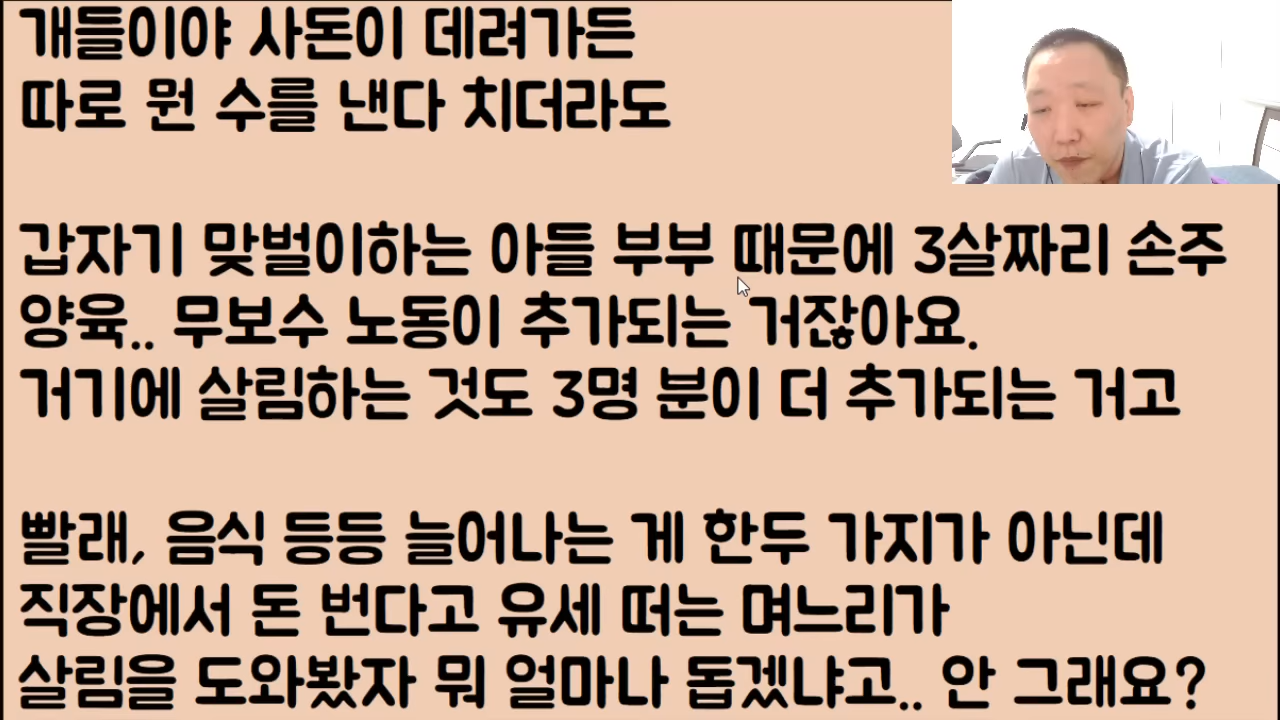 개들이야 사돈이 데려가든
따로 뭔 수를 낸다 치더라도
갑자기 맞벌이하는 아들 부부 때문에 3살짜리 손주
양육.. 무보수 노동이 추가되는 거잖아요.
거기에 살림하는 것도 3명 분이 더 추가되는 거고
빨래, 음식 등등 늘어나는 게 한두 가지가 아닌데
직장에서 돈 번다고 유세 떠는 며느리가
살림을 도와봤자 뭐 얼마나 돕겠냐고.. 안 그래요?